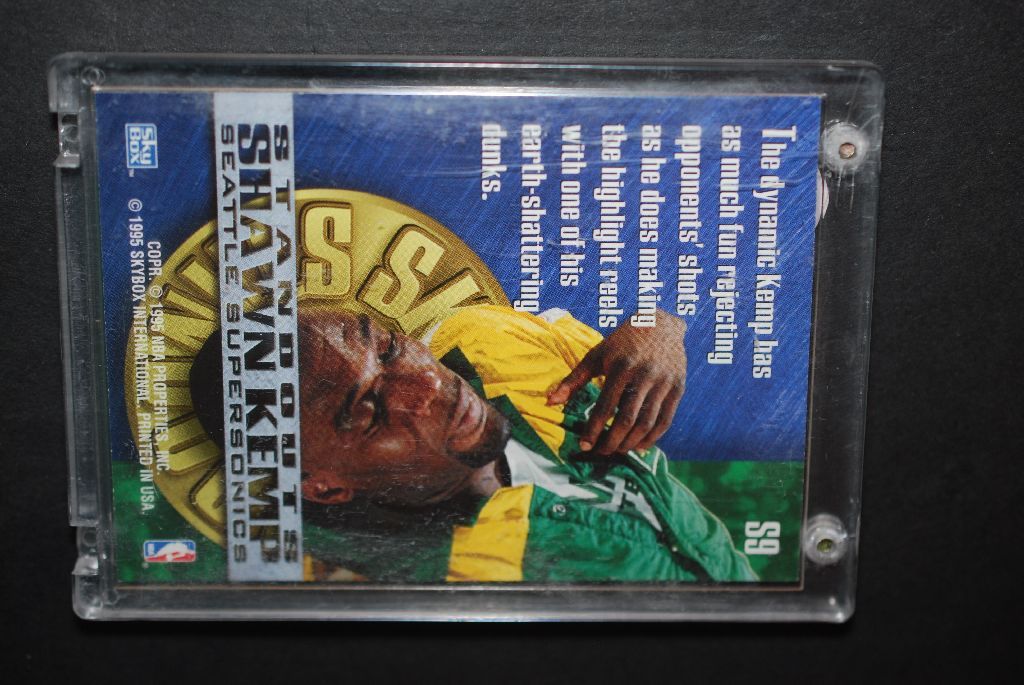 The dynamic Kemp has
as much fun rejecting
opponents' shots
as he does making
the highlight reels
with one of his
earth-shattering
dunks.
S9
STANDOUTS
SHAWN KEMP
SEATTLE SUPERSONICS
SkyBox™
COPR. © 1995 NBA PROPERTIES, INC.
© 1995 SKYBOX INTERNATIONAL. PRINTED IN USA.